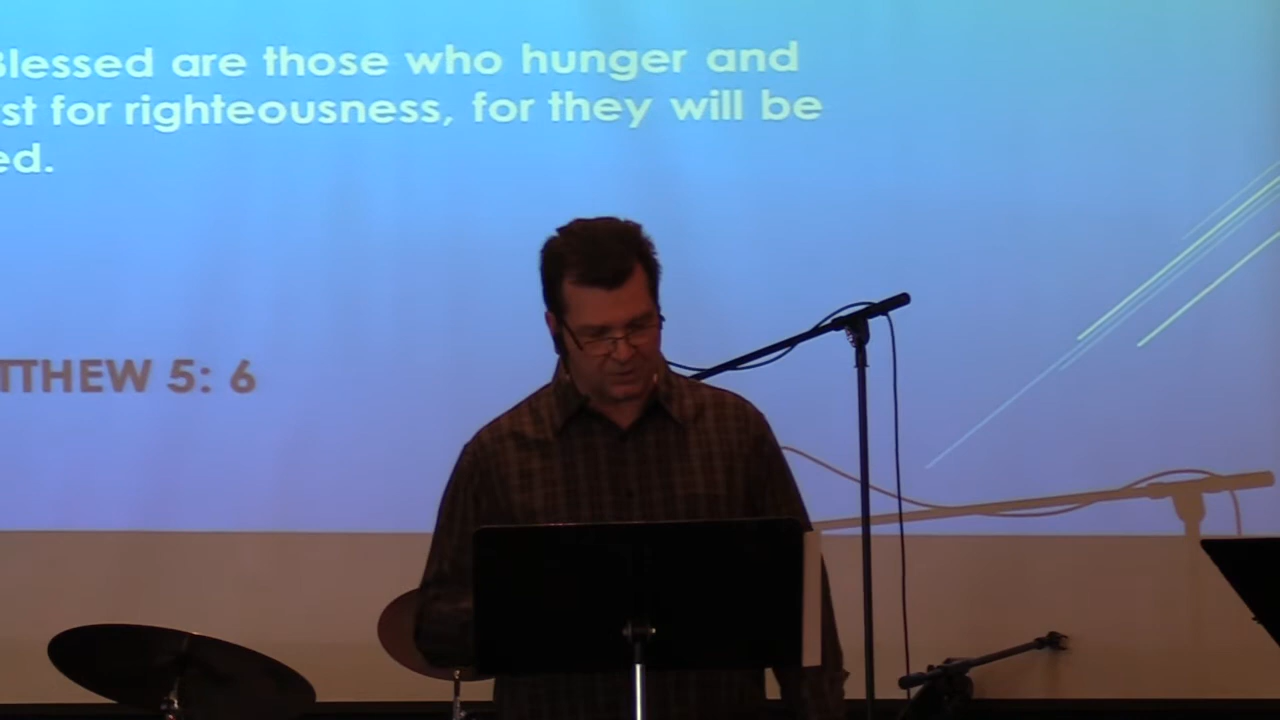 Blessed are those who hunger and
st for righteousness, for they will be
ed.
TTHEW 5: 6